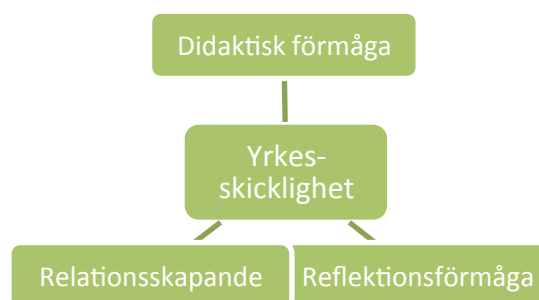 Didaktisk förmåga
Yrkes-
skicklighet
Relationsskapande
Reflektionsförmåga